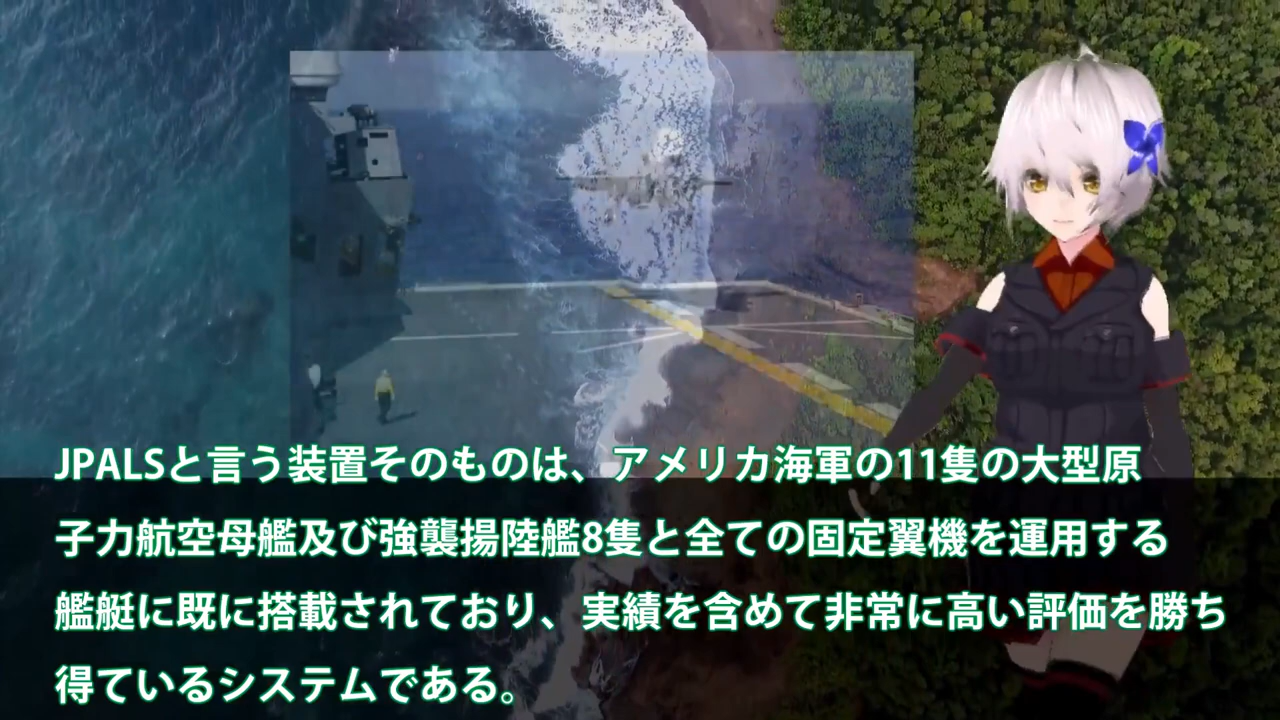 JPALSと言う装置そのものは、アメリカ海軍の11隻の大型原
子力航空母艦及び強襲揚陸艦8隻と全ての固定翼機を運用する
艦艇に既に搭載されており、実績を含めて非常に高い評価を勝ち
得ているシステムである。